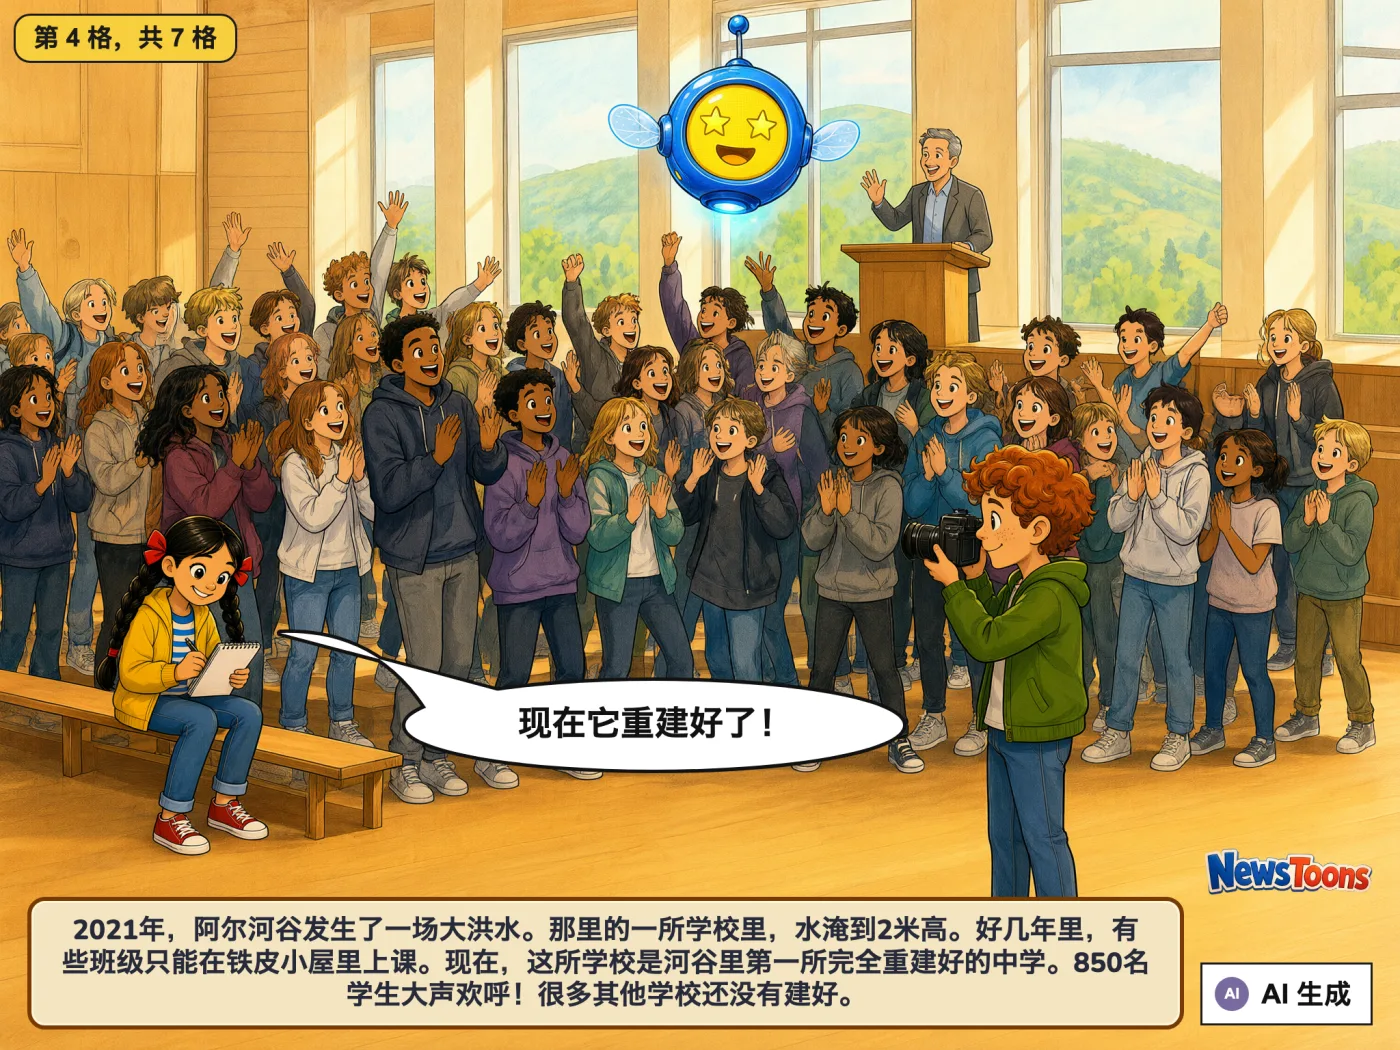 第 4 格，共 7 格
现在它重建好了！
NewsToons
2021年，阿尔河谷发生了一场大洪水。那里的一所学校里，水淹到2米高。好几年里，有
些班级只能在铁皮小屋里上课。现在，这所学校是河谷里第一所完全重建好的中学。850名
学生大声欢呼！很多其他学校还没有建好。
AI AI 生成